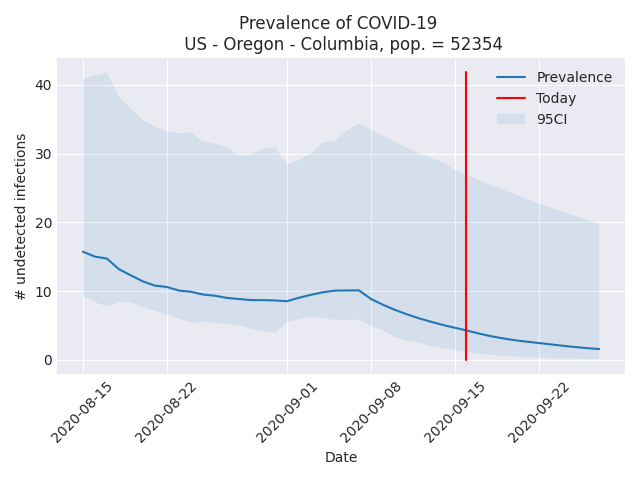 Prevalence of COVID-19
US - Oregon - Columbia, pop. = 52354
Prevalence
Today
95CI
# undetected infections
40
30
20
10
0
2020-08-15
2020-08-22
2020-09-01
2020-09-08
2020-09-15
2020-09-22
Date